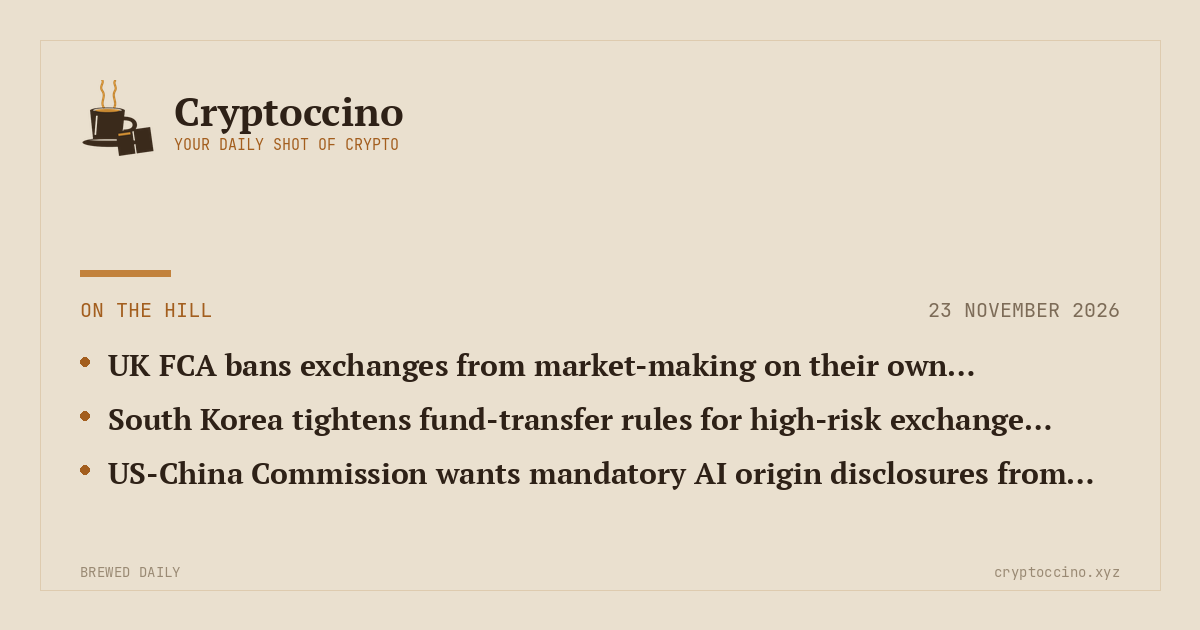 Cryptoccino
YOUR DAILY SHOT OF CRYPTO
ON THE HILL
23 NOVEMBER 2026
UK FCA bans exchanges from market-making on their own...
South Korea tightens fund-transfer rules for high-risk exchange...
US-China Commission wants mandatory AI origin disclosures from...
BREWED DAILY
cryptoccino.xyz